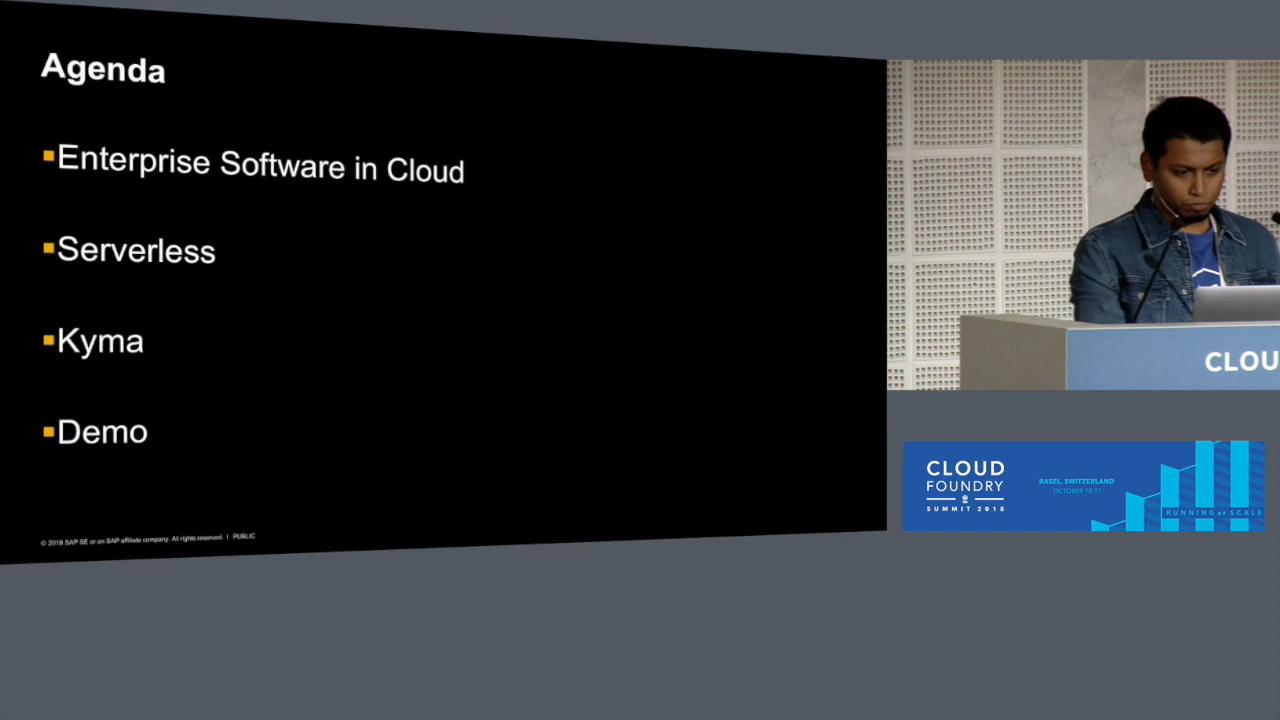 Agenda
▪Enterprise Software in Cloud
▪Serverless
▪Kyma
▪Demo
© 2018 SAP SE or an SAP affiliate company. All rights reserved. I PUBLIC
CLOU
CLOUD
FOUNDRY
SUMMIT 2018
BASEL, SWITZERLAND
OCTOBER 10-11
RUNNING AT SCALE